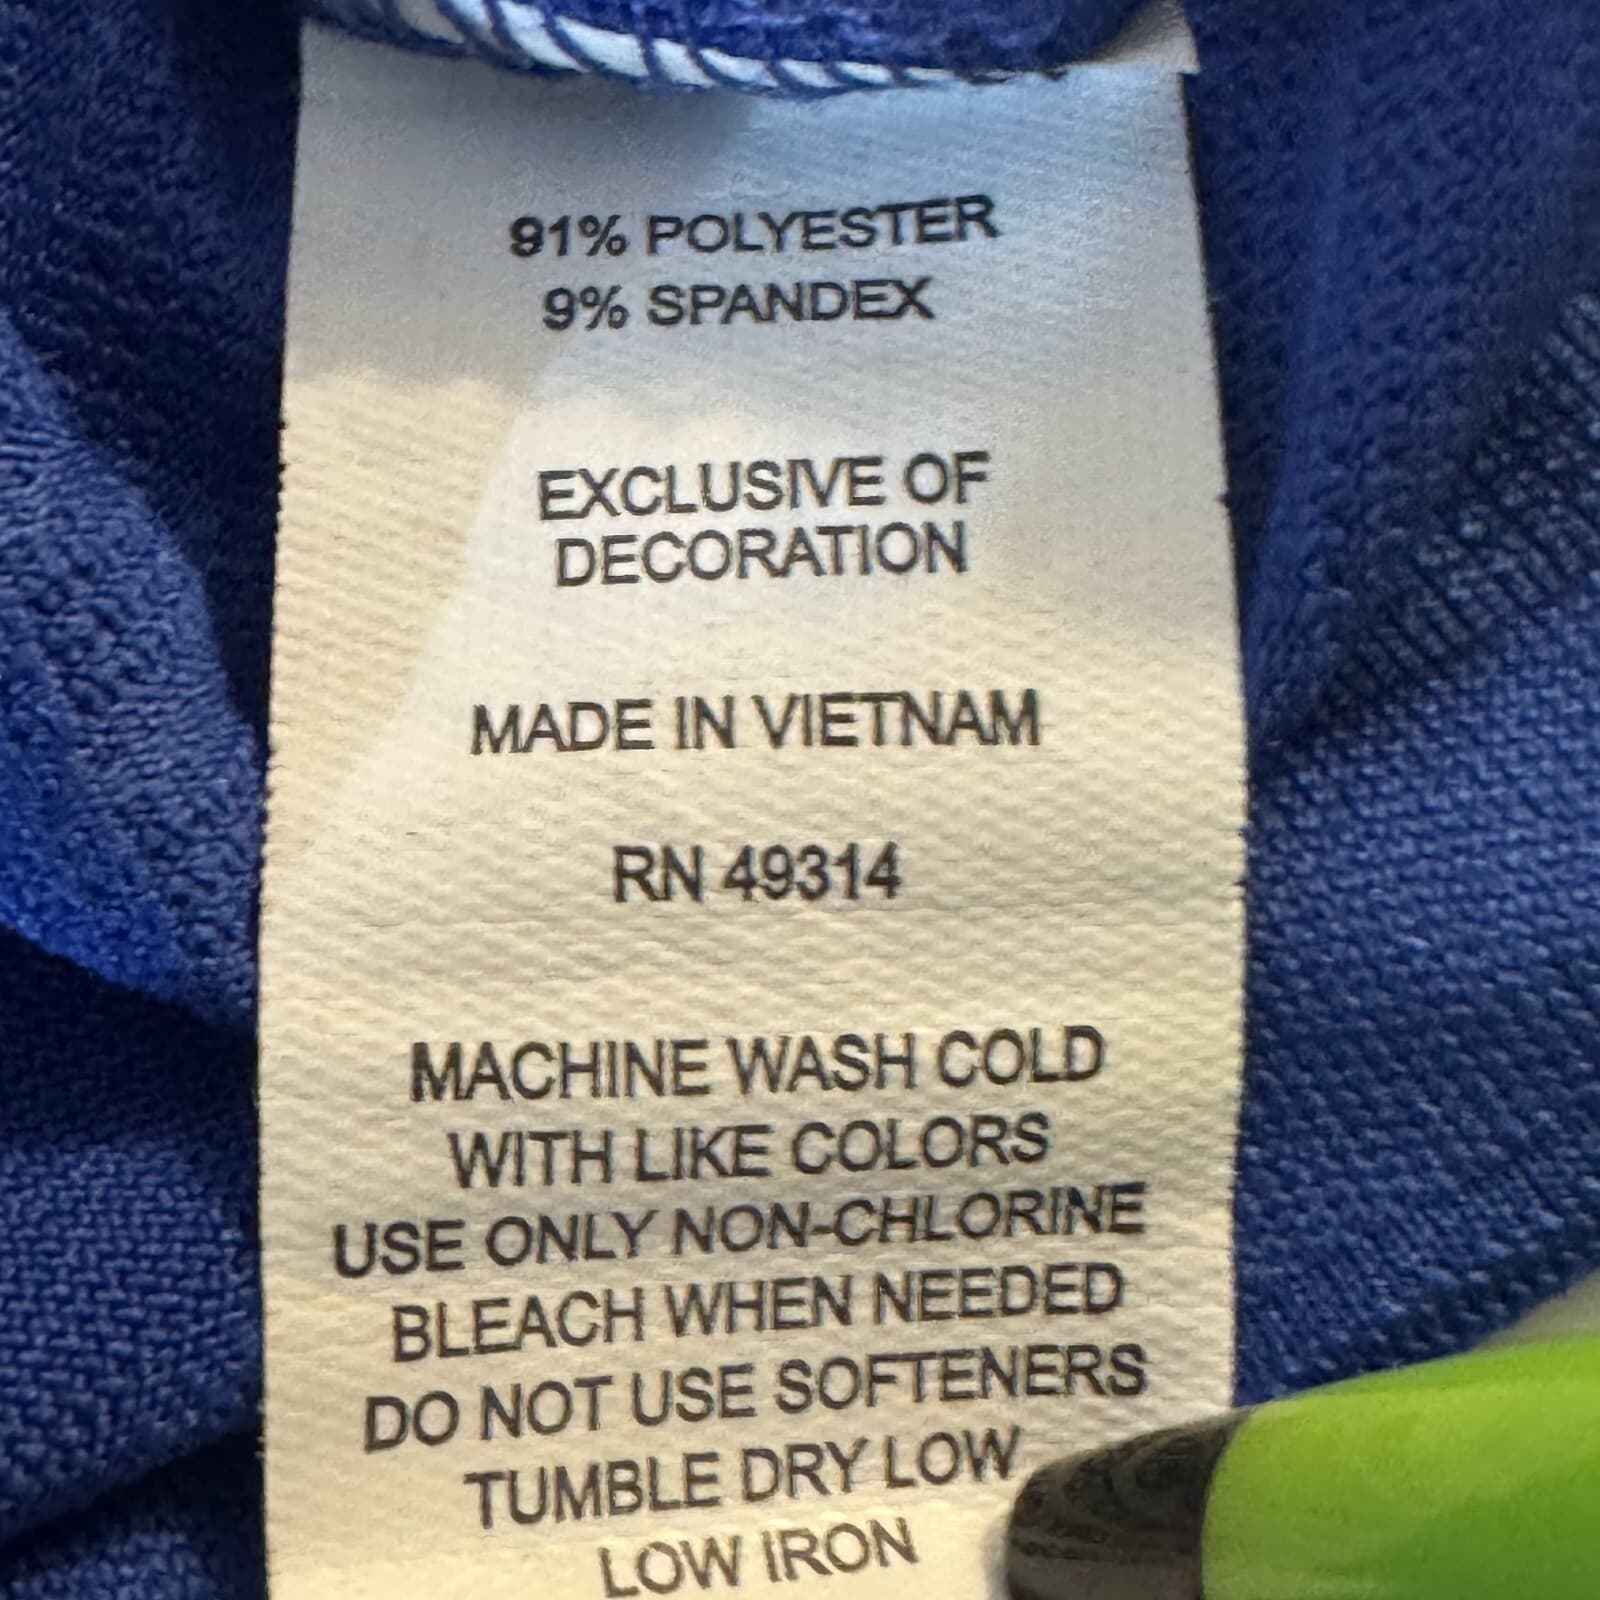 91% POLYESTER
9% SPANDEX
EXCLUSIVE OF
DECORATION
MADE IN VIETNAM
RN 49314
MACHINE WASH COLD
WITH LIKE COLORS
USE ONLY NON-CHLORINE
BLEACH WHEN NEEDED
DO NOT USE SOFTENERS
TUMBLE DRY LOW
LOW IRON